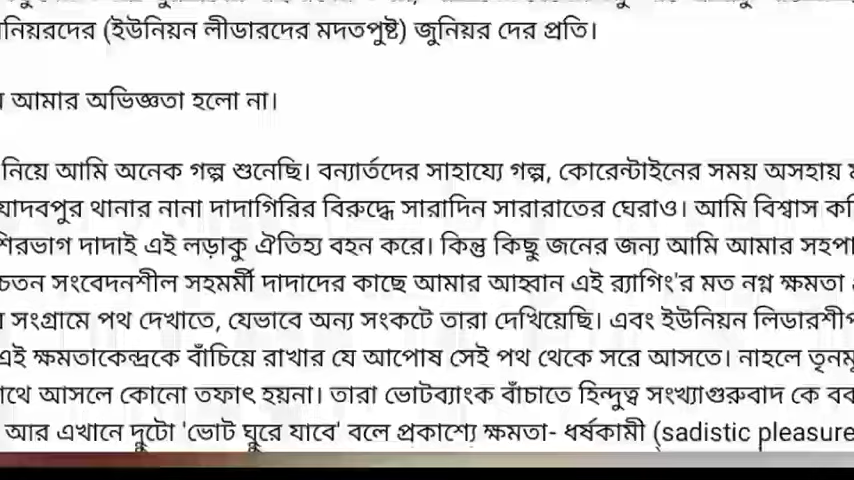 নিয়রদের (ইউনিয়ন লীডারদের মদতপুষ্ট) জুনিয়র দের প্রতি।
আমার অভিজ্ঞতা হলো না।
নিয়ে আমি অনেক গল্প শুনেছি। বন্যার্তদের সাহায্যে গল্প, কোরেন্টাইনের সময় অসহায়
যাদবপুর থানার নানা দাদাগিরির বিরুদ্ধে সারাদিন সারারাতের ঘেরাও। আমি বিশ্বাস
শিরভাগ দাদাই এই লড়াকু ঐতিহ্য বহন করে। কিন্তু কিছু জনের জন্য আমি আমার সহপা
চেতন সংবেদনশীল সহমর্মী দাদাদের কাছে আমার আহ্বান এই র‍্যাগিং'র মত নগ্ন ক্ষমতা
সংগ্রামে পথ দেখাতে, যেভাবে অন্য সংকটে তারা দেখিয়েছি। এবং ইউনিয়ন লিডারশীপ
এই ক্ষমতাকেন্দ্রকে বাঁচিয়ে রাখার যে আপোষ সেই পথ থেকে সরে আসতে। নাহলে তৃনমূ
াথে আসলে কোনো তফাৎ হয়না। তারা ভোটব্যাংক বাঁচাতে হিন্দুত্ব সংখ্যাগুরুবাদ কে
আর এখানে দুটো 'ভোট ঘুরে যাবে' বলে প্রকাশ্যে ক্ষমতা- ধর্ষকামী (sadistic pleasure